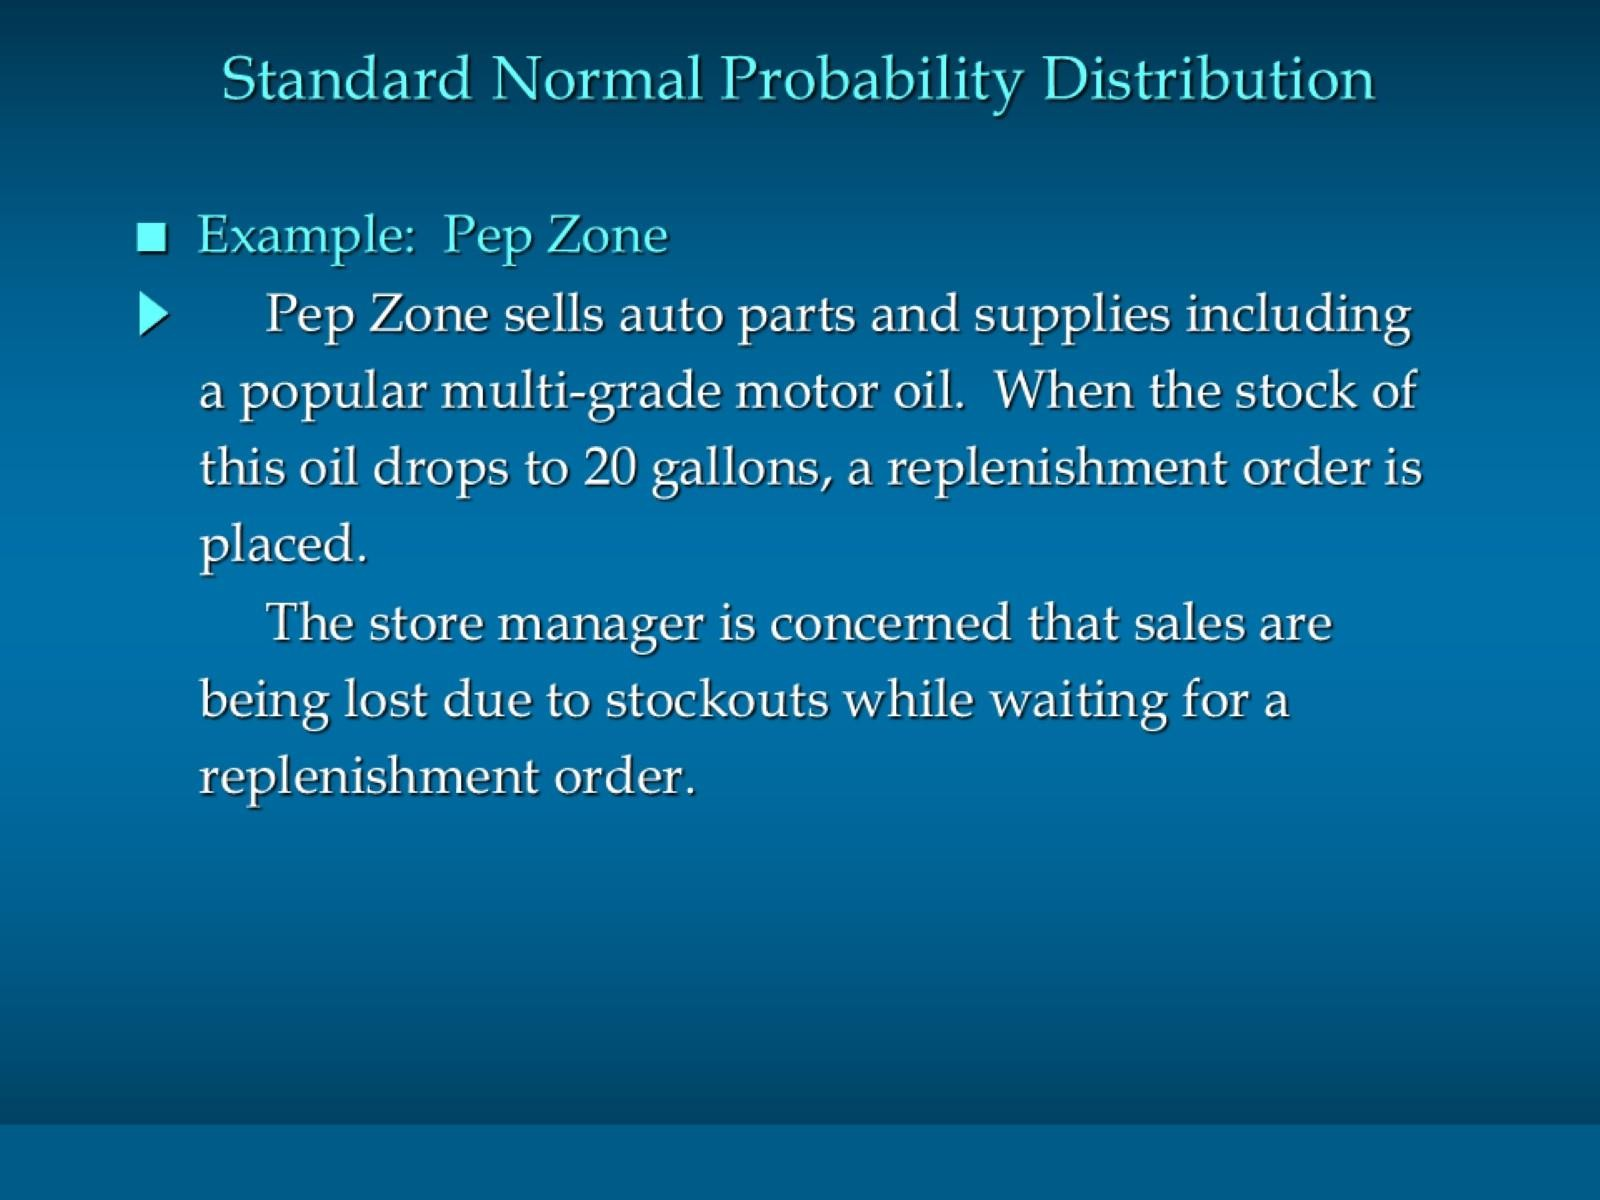 Standard Normal Probability Distribution
Example: Pep Zone
Pep Zone sells auto parts and supplies including
a popular multi-grade motor oil. When the stock of
this oil drops to 20 gallons, a replenishment order is
placed.
The store manager is concerned that sales are
being lost due to stockouts while waiting for a
replenishment order.